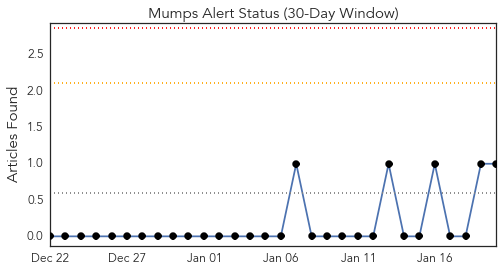 Mumps Alert Status (30-Day Window)
Articles Found
2.5
2.0
1.5
1.0
0.5
0.0
Dec 22 Dec 27 Jan 01 Jan 06 Jan 11 Jan 16